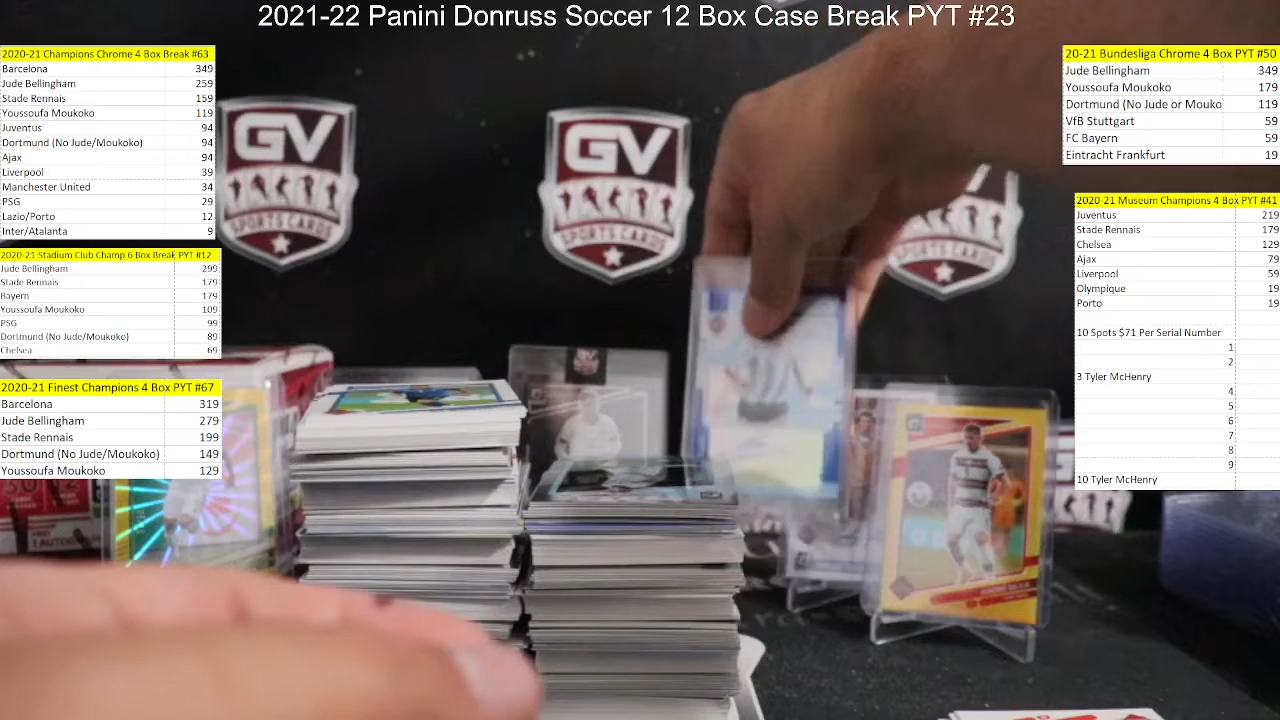 2021-22 Panini Donruss Soccer 12 Box Case Break PYT #23
2020-21 Champions Chrome 4 Box Break #63
Barcelona 349
Jude Bellingham 259
Stade Rennais 159
Youssoufa Moukoko 119
Juventus 94
Dortmund (No Jude/Moukoko) 94
Ajax 94
Liverpool 39
Manchester United 34
PSG 29
Lazio/Porto 12
Inter/Atalanta 9
2020-21 Stadium Club Champ 6 Box Break PYT #12
Jude Bellingham 299
Stade Rennais 179
Bayern 179
Youssoufa Moukoko 109
PSG 99
Dortmund (No Jude/Moukoko) 89
Chelsea 69
2020-21 Finest Champions 4 Box PYT #67
Barcelona 319
Jude Bellingham 279
Stade Rennais 199
Dortmund (No Jude/Moukoko) 149
Youssoufa Moukoko 129
20-21 Bundesliga Chrome 4 Box PYT #50
Jude Bellingham 349
Youssoufa Moukoko 179
Dortmund (No Jude or Mouko 119
VfB Stuttgart 59
FC Bayern 59
Eintracht Frankfurt 19
2020-21 Museum Champions 4 Box PYT #41
Juventus 219
Stade Rennais 179
Chelsea 129
Ajax 79
Liverpool 59
Olympique 19
Porto 19
10 Spots $71 Per Serial Number
1
2
3 Tyler McHenry
4
5
6
7
8
9
10 Tyler McHenry
GV
SPORTS CARDS
GV
SPORTS CARDS
SPORTS CARDS